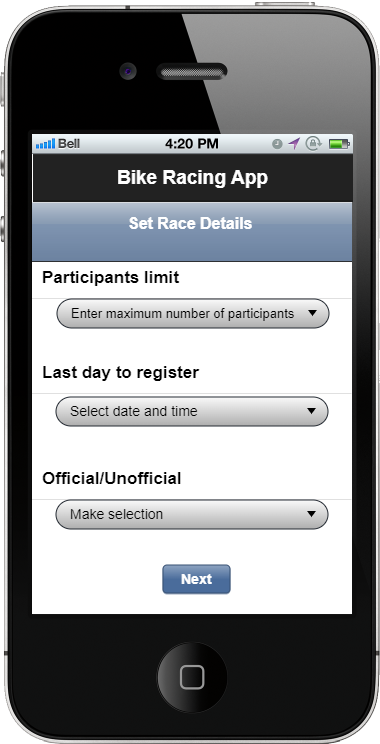 Bell 4:20 PM
Bike Racing App
Set Race Details
Participants limit
Enter maximum number of participants
Last day to register
Select date and time
Official/Unofficial
Make selection
Next